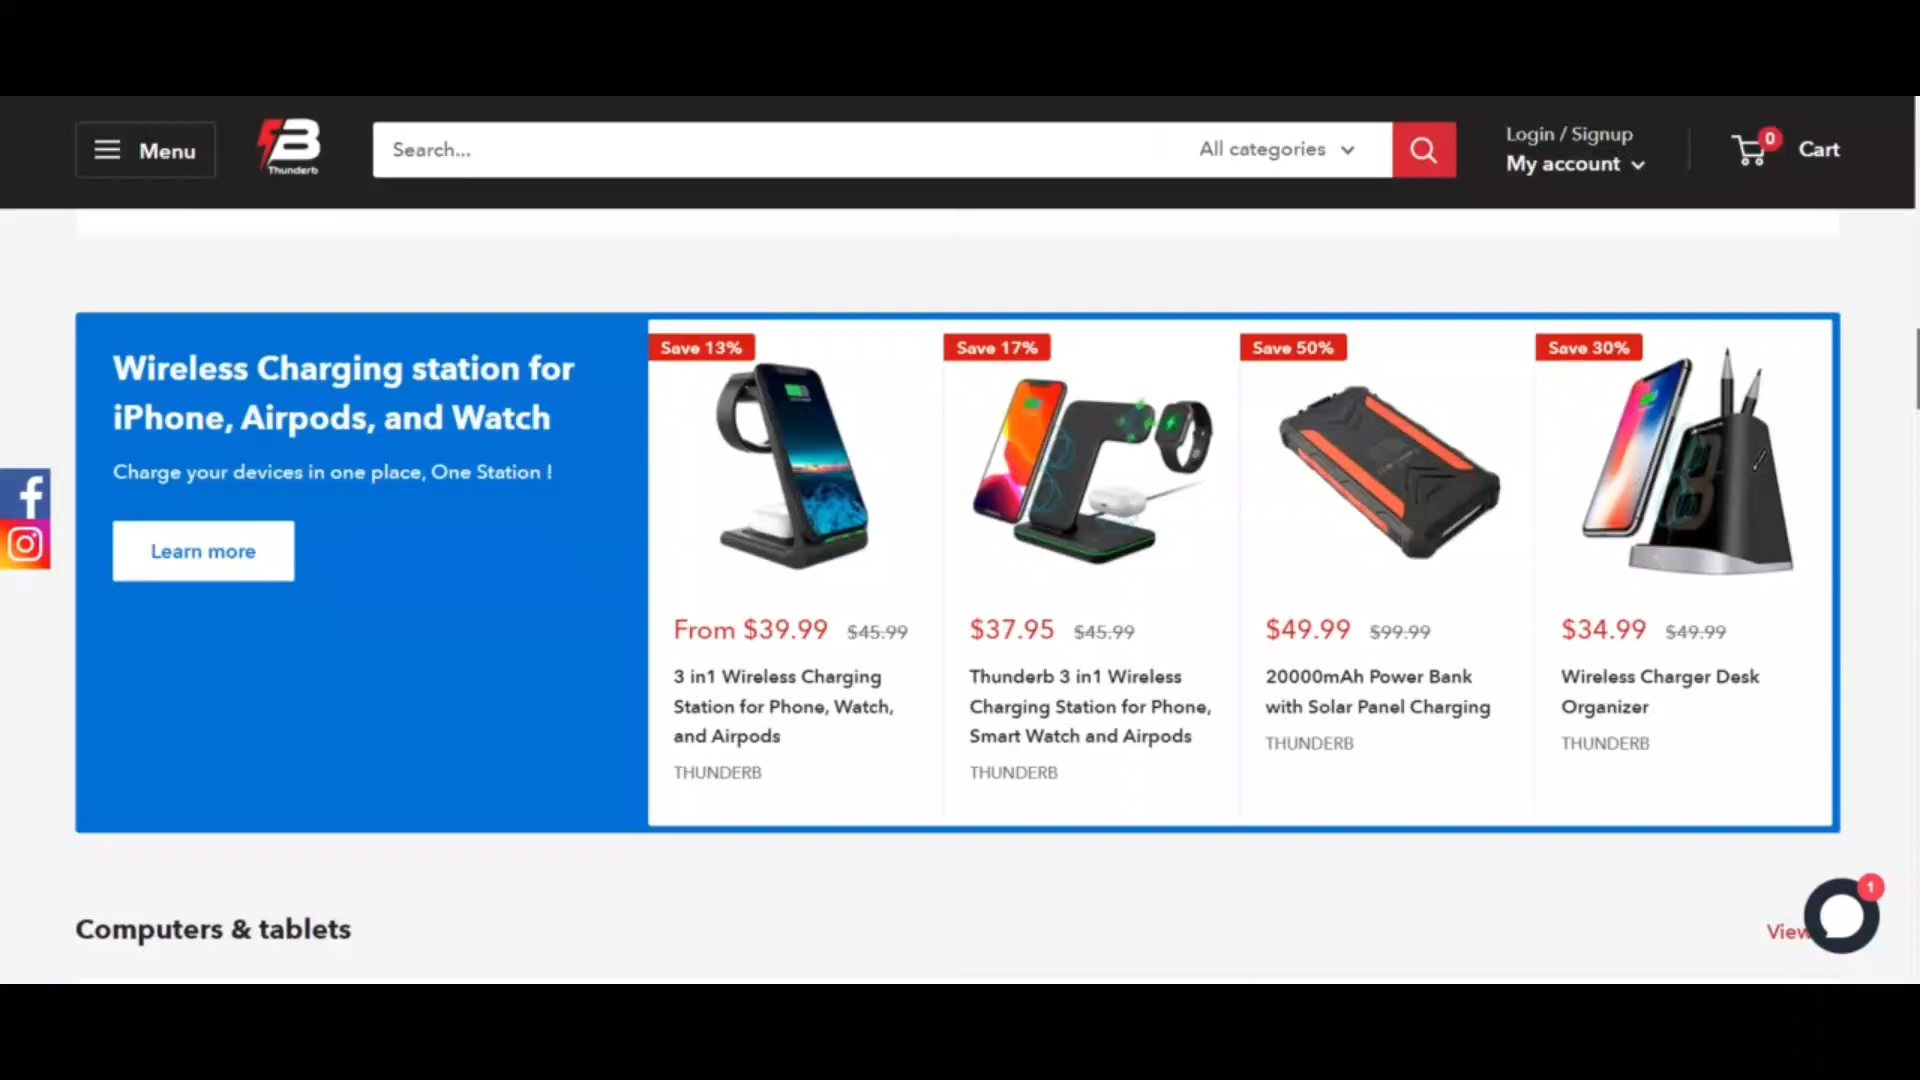 Menu
Thunderb
Search...
All categories
Login / Signup
My account
0
Cart
Wireless Charging station for
iPhone, Airpods, and Watch
Charge your devices in one place, One Station !
Learn more
Save 13%
From $39.99 $45.99
3 in1 Wireless Charging
Station for Phone, Watch,
and Airpods
THUNDERB
Save 17%
$37.95 $45.99
Thunderb 3 in1 Wireless
Charging Station for Phone,
Smart Watch and Airpods
THUNDERB
Save 50%
$49.99 $99.99
20000mAh Power Bank
with Solar Panel Charging
THUNDERB
Save 30%
$34.99 $49.99
Wireless Charger Desk
Organizer
THUNDERB
Computers & tablets
View
1